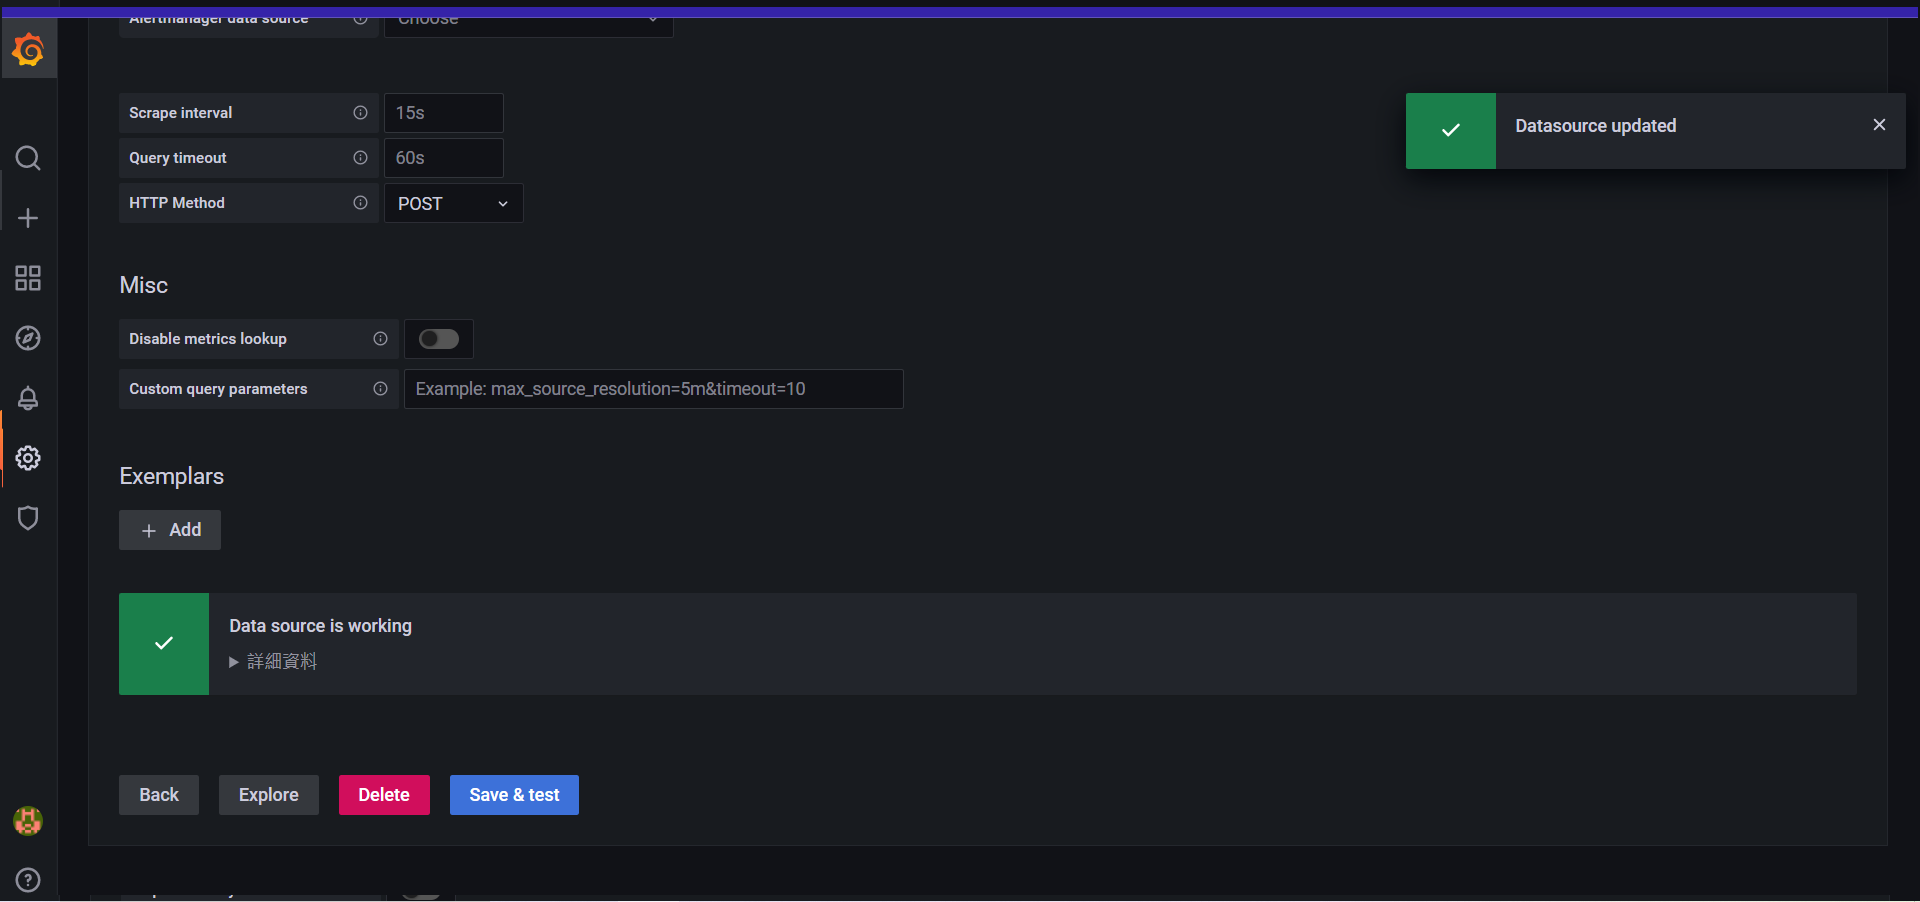 Alertmanager data source
Choose
Scrape interval
15s
Datasource updated
Query timeout
60s
HTTP Method
POST
Misc
Disable metrics lookup
Custom query parameters
Example: max_source_resolution=5m&timeout=10
Exemplars
Add
Data source is working
詳細資料
Back
Explore
Delete
Save & test